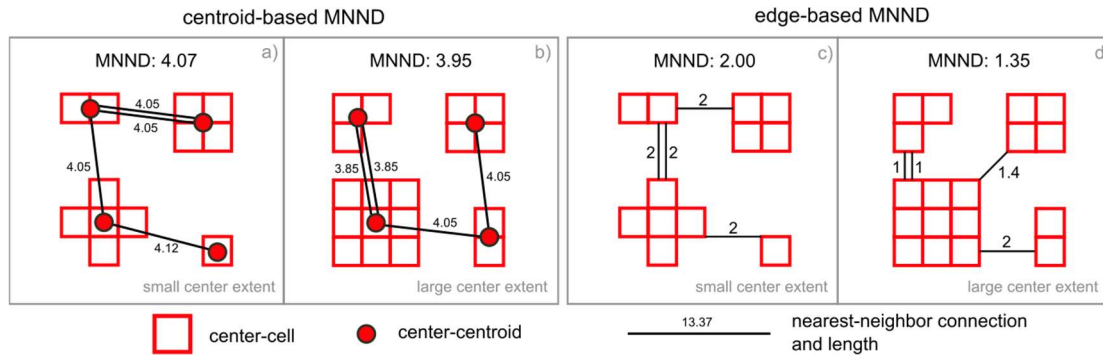 centroid-based MNND
edge-based MNND
a)
MNND: 4.07
4.05
4.05
4.05
4.12
small center extent
b)
MNND: 3.95
3.85
3.85
4.05
4.05
large center extent
c)
MNND: 2.00
2
2
2
2
small center extent
d
MNND: 1.35
1
1
1.4
2
large center extent
center-cell
center-centroid
13.37
nearest-neighbor connection
and length